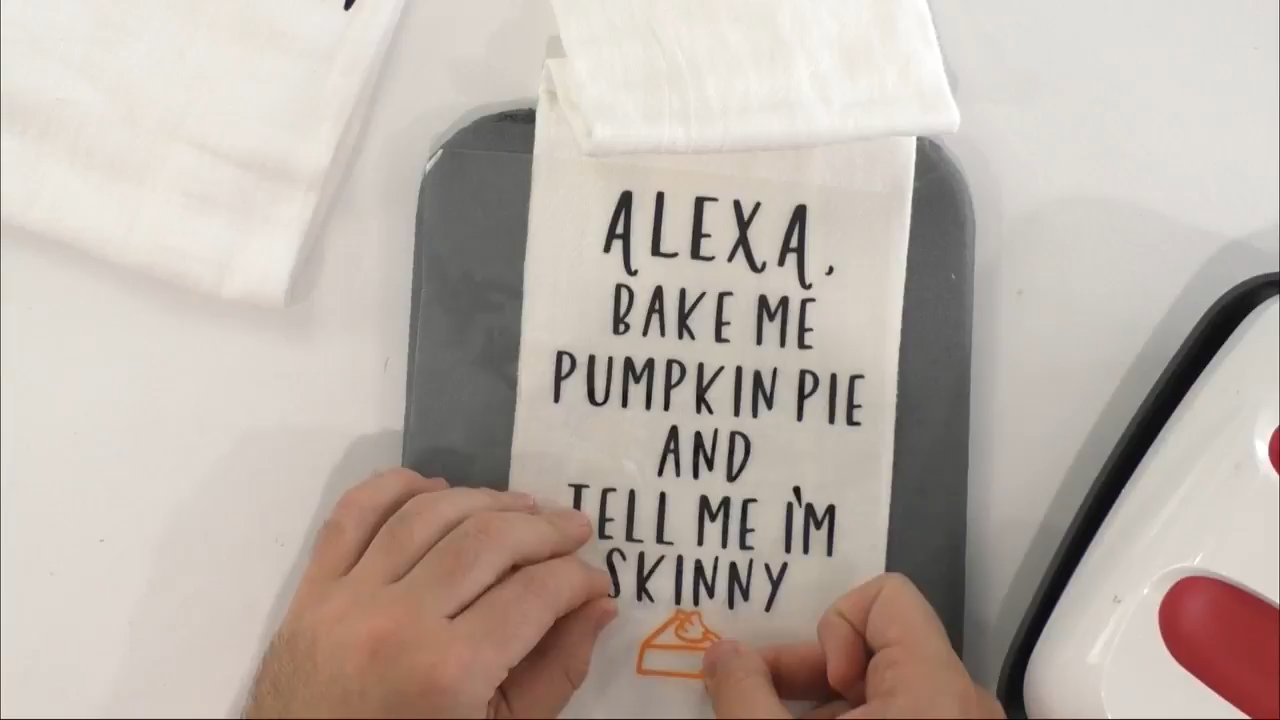 ALEXA,
BAKE ME
PUMPKIN PIE
AND
TELL ME I'M
SKINNY